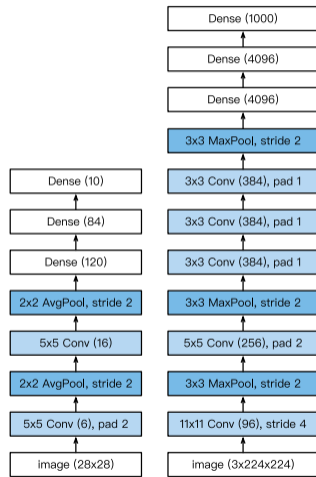 Dense (10)
Dense (84)
Dense (120)
2x2 AvgPool, stride 2
5x5 Conv (16)
2x2 AvgPool, stride 2
5x5 Conv (6), pad 2
image (28x28)
Dense (1000)
Dense (4096)
Dense (4096)
3x3 MaxPool, stride 2
3x3 Conv (384), pad 1
3x3 Conv (384), pad 1
3x3 Conv (384), pad 1
3x3 MaxPool, stride 2
5x5 Conv (256), pad 2
3x3 MaxPool, stride 2
11x11 Conv (96), stride 4
image (3x224x224)